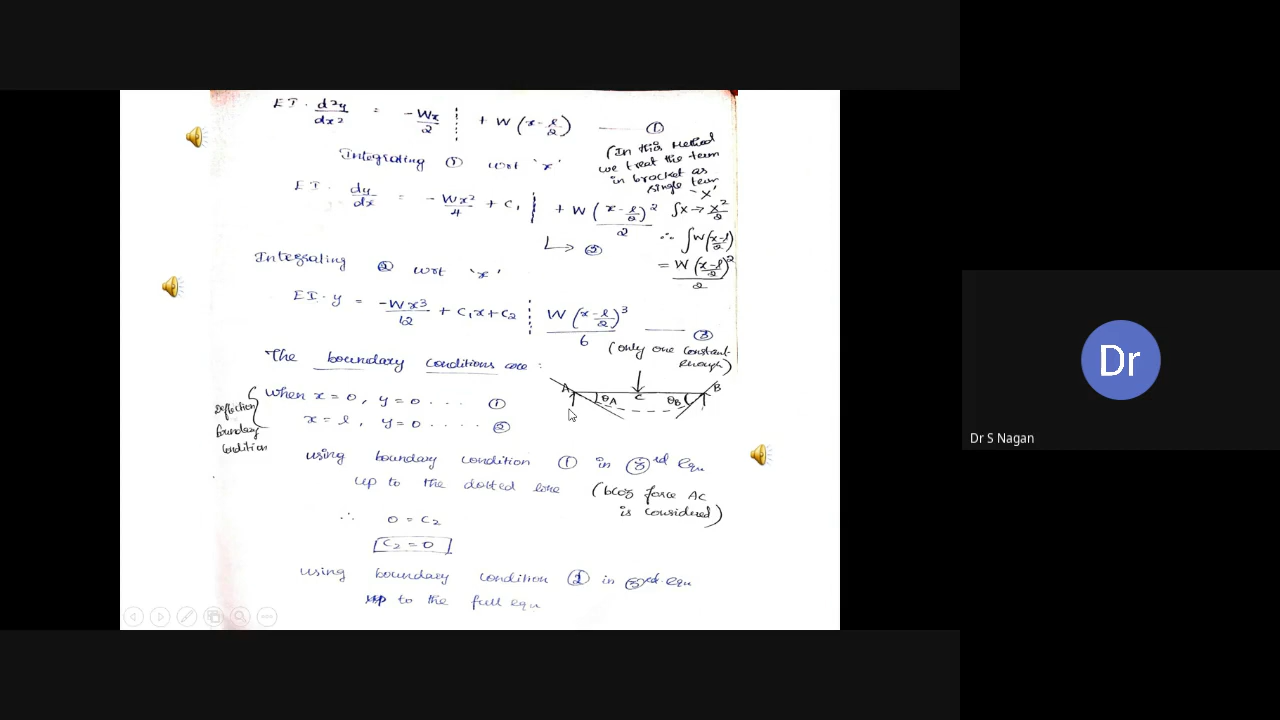 EI · d²y/dx² = -Wx/2 ¦ + W (x - l/2) —— ①
(In this method
we treat the term
in bracket as
single term
'x'
Integrating ① wrt 'x'
EI · dy/dx = - Wx²/4 + C₁ ¦ + W (x - l/2)²/2
↳ ②
∫x → x²/2
∴ ∫W(x-l/2)
= W (x-l/2)²/2
Integrating ② wrt 'x'
EI · y = -Wx³/12 + C₁x + C₂ ¦ W (x - l/2)³/6 —— ③
(only one constant
enough)
The boundary conditions are :
Deflection
boundary
condition
When x = 0, y = 0 .... ①
x = l, y = 0 ..... ②
A θA C θB B
using boundary condition ① in ③rd equ
up to the dotted line (bcoz force AC
is considered)
∴ 0 = C₂
C₂ = 0
using boundary condition ② in ③rd equ
up to the full equ
Dr
Dr S Nagan